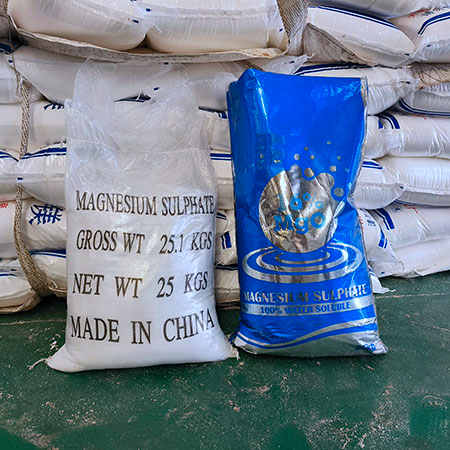 MAGNESIUM SULPHATE
GROSS WT 25.1 KGS
NET WT 25 KGS
MADE IN CHINA
MgO
MAGNESIUM SULPHATE
100% WATER SOLUBLE